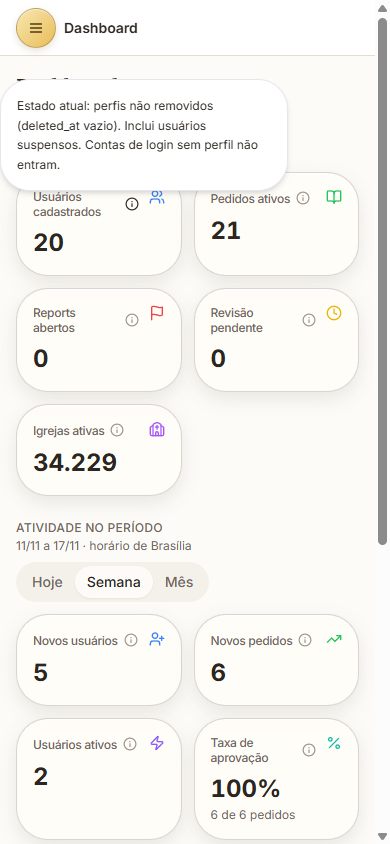 Dashboard
Estado atual: perfis não removidos
(deleted_at vazio). Inclui usuários
suspensos. Contas de login sem perfil não
entram.
Usuários
cadastrados
20
Pedidos ativos
21
Reports
abertos
0
Revisão
pendente
0
Igrejas ativas
34.229
ATIVIDADE NO PERÍODO
11/11 a 17/11 · horário de Brasília
Hoje Semana Mês
Novos usuários
5
Novos pedidos
6
Usuários ativos
2
Taxa de
aprovação
100%
6 de 6 pedidos